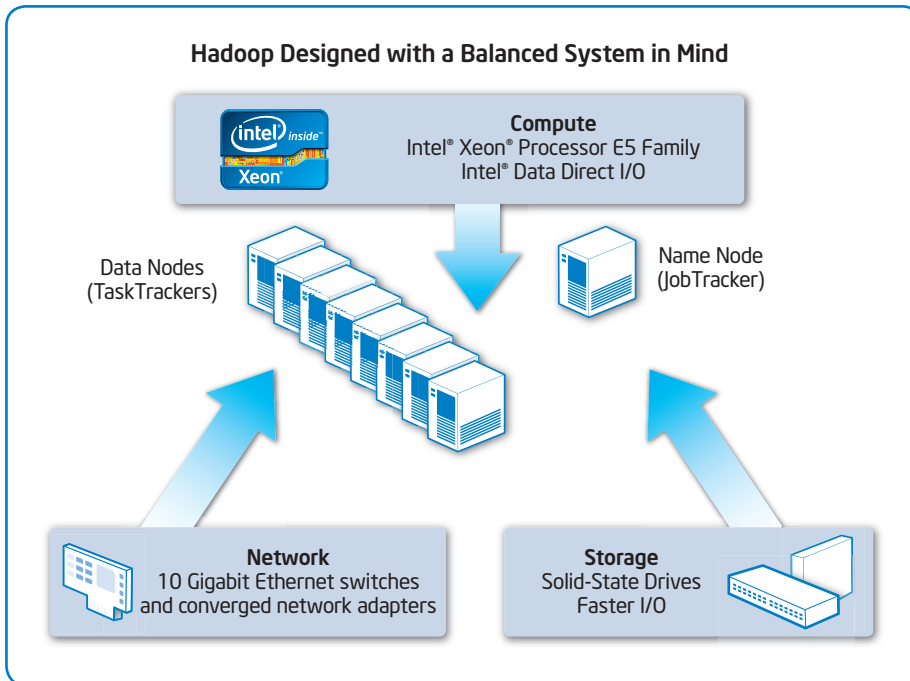 Hadoop Designed with a Balanced System in Mind
intel inside™
Xeon®
Compute
Intel® Xeon® Processor E5 Family
Intel® Data Direct I/O
Data Nodes
(TaskTrackers)
Name Node
(JobTracker)
Network
10 Gigabit Ethernet switches
and converged network adapters
Storage
Solid-State Drives
Faster I/O